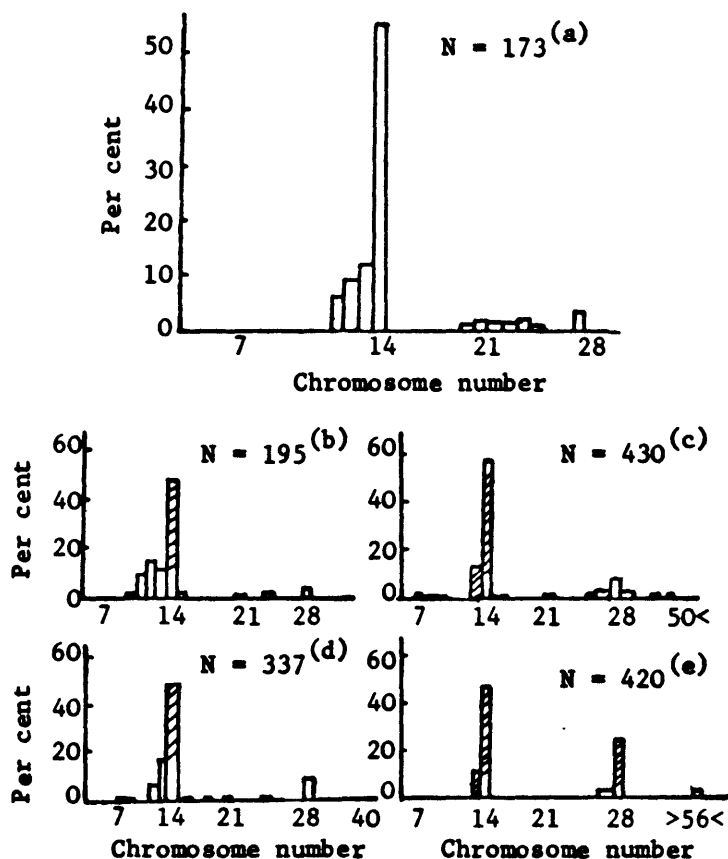 N = 173 (a)
50
40
30
20
10
0
Per cent
7 14 21 28
Chromosome number
N = 195 (b)
60
40
20
0
Per cent
7 14 21 28
N = 430 (c)
60
40
20
0
7 14 21 28 50<
N = 337 (d)
60
40
20
0
Per cent
7 14 21 28 40
Chromosome number
N = 420 (e)
60
40
20
0
7 14 21 28 >56<
Chromosome number